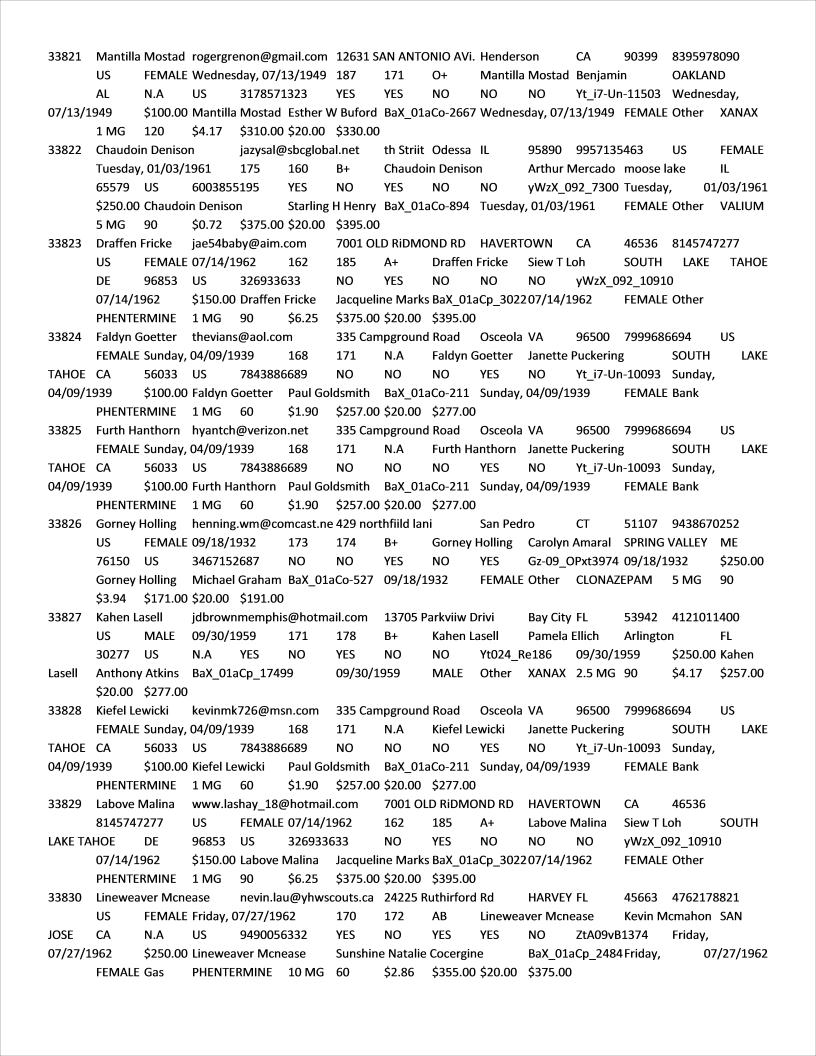 33821 Mantilla Mostad rogergrenon@gmail.com 12631 SAN ANTONIO AVi. Henderson CA 90399 8395978090
US FEMALE Wednesday, 07/13/1949 187 171 O+ Mantilla Mostad Benjamin OAKLAND
AL N.A US 3178571323 YES YES NO NO NO Yt_i7-Un-11503 Wednesday,
07/13/1949 $100.00 Mantilla Mostad Esther W Buford BaX_01aCo-2667 Wednesday, 07/13/1949 FEMALE Other XANAX
1 MG 120 $4.17 $310.00 $20.00 $330.00
33822 Chaudoin Denison jazysal@sbcglobal.net th Striit Odessa IL 95890 9957135463 US FEMALE
Tuesday, 01/03/1961 175 160 B+ Chaudoin Denison Arthur Mercado moose lake IL
65579 US 6003855195 YES NO YES NO NO yWzX_092_7300 Tuesday, 01/03/1961
$250.00 Chaudoin Denison Starling H Henry BaX_01aCo-894 Tuesday, 01/03/1961 FEMALE Other VALIUM
5 MG 90 $0.72 $375.00 $20.00 $395.00
33823 Draffen Fricke jae54baby@aim.com 7001 OLD RiDMOND RD HAVERTOWN CA 46536 8145747277
US FEMALE 07/14/1962 162 185 A+ Draffen Fricke Siew T Loh SOUTH LAKE TAHOE
DE 96853 US 326933633 NO YES NO NO NO yWzX_092_10910
07/14/1962 $150.00 Draffen Fricke Jacqueline Marks BaX_01aCp_3022 07/14/1962 FEMALE Other
PHENTERMINE 1 MG 90 $6.25 $375.00 $20.00 $395.00
33824 Faldyn Goetter thevians@aol.com 335 Campground Road Osceola VA 96500 7999686694 US
FEMALE Sunday, 04/09/1939 168 171 N.A Faldyn Goetter Janette Puckering SOUTH LAKE
TAHOE CA 56033 US 7843886689 NO NO NO YES NO Yt_i7-Un-10093 Sunday,
04/09/1939 $100.00 Faldyn Goetter Paul Goldsmith BaX_01aCo-211 Sunday, 04/09/1939 FEMALE Bank
PHENTERMINE 1 MG 60 $1.90 $257.00 $20.00 $277.00
33825 Furth Hanthorn hyantch@verizon.net 335 Campground Road Osceola VA 96500 7999686694 US
FEMALE Sunday, 04/09/1939 168 171 N.A Furth Hanthorn Janette Puckering SOUTH LAKE
TAHOE CA 56033 US 7843886689 NO NO NO YES NO Yt_i7-Un-10093 Sunday,
04/09/1939 $100.00 Furth Hanthorn Paul Goldsmith BaX_01aCo-211 Sunday, 04/09/1939 FEMALE Bank
PHENTERMINE 1 MG 60 $1.90 $257.00 $20.00 $277.00
33826 Gorney Holling henning.wm@comcast.ne 429 northfiild lani San Pedro CT 51107 9438670252
US FEMALE 09/18/1932 173 174 B+ Gorney Holling Carolyn Amaral SPRING VALLEY ME
76150 US 3467152687 NO NO YES NO YES Gz-09_OPxt3974 09/18/1932 $250.00
Gorney Holling Michael Graham BaX_01aCo-527 09/18/1932 FEMALE Other CLONAZEPAM 5 MG 90
$3.94 $171.00 $20.00 $191.00
33827 Kahen Lasell jdbrownmemphis@hotmail.com 13705 Parkviiw Drivi Bay City FL 53942 4121011400
US MALE 09/30/1959 171 178 B+ Kahen Lasell Pamela Ellich Arlington FL
30277 US N.A YES NO YES NO NO Yt024_Re186 09/30/1959 $250.00 Kahen
Lasell Anthony Atkins BaX_01aCp_17499 09/30/1959 MALE Other XANAX 2.5 MG 90 $4.17 $257.00
$20.00 $277.00
33828 Kiefel Lewicki kevinmk726@msn.com 335 Campground Road Osceola VA 96500 7999686694 US
FEMALE Sunday, 04/09/1939 168 171 N.A Kiefel Lewicki Janette Puckering SOUTH LAKE
TAHOE CA 56033 US 7843886689 NO NO NO YES NO Yt_i7-Un-10093 Sunday,
04/09/1939 $100.00 Kiefel Lewicki Paul Goldsmith BaX_01aCo-211 Sunday, 04/09/1939 FEMALE Bank
PHENTERMINE 1 MG 60 $1.90 $257.00 $20.00 $277.00
33829 Labove Malina www.lashay_18@hotmail.com 7001 OLD RiDMOND RD HAVERTOWN CA 46536
8145747277 US FEMALE 07/14/1962 162 185 A+ Labove Malina Siew T Loh SOUTH
LAKE TAHOE DE 96853 US 326933633 NO YES NO NO NO yWzX_092_10910
07/14/1962 $150.00 Labove Malina Jacqueline Marks BaX_01aCp_3022 07/14/1962 FEMALE Other
PHENTERMINE 1 MG 90 $6.25 $375.00 $20.00 $395.00
33830 Lineweaver Mcnease nevin.lau@yhwscouts.ca 24225 Ruthirford Rd HARVEY FL 45663 4762178821
US FEMALE Friday, 07/27/1962 170 172 AB Lineweaver Mcnease Kevin Mcmahon SAN
JOSE CA N.A US 9490056332 YES NO YES YES NO ZtA09vB1374 Friday,
07/27/1962 $250.00 Lineweaver Mcnease Sunshine Natalie Cocergine BaX_01aCp_2484 Friday, 07/27/1962
FEMALE Gas PHENTERMINE 10 MG 60 $2.86 $355.00 $20.00 $375.00